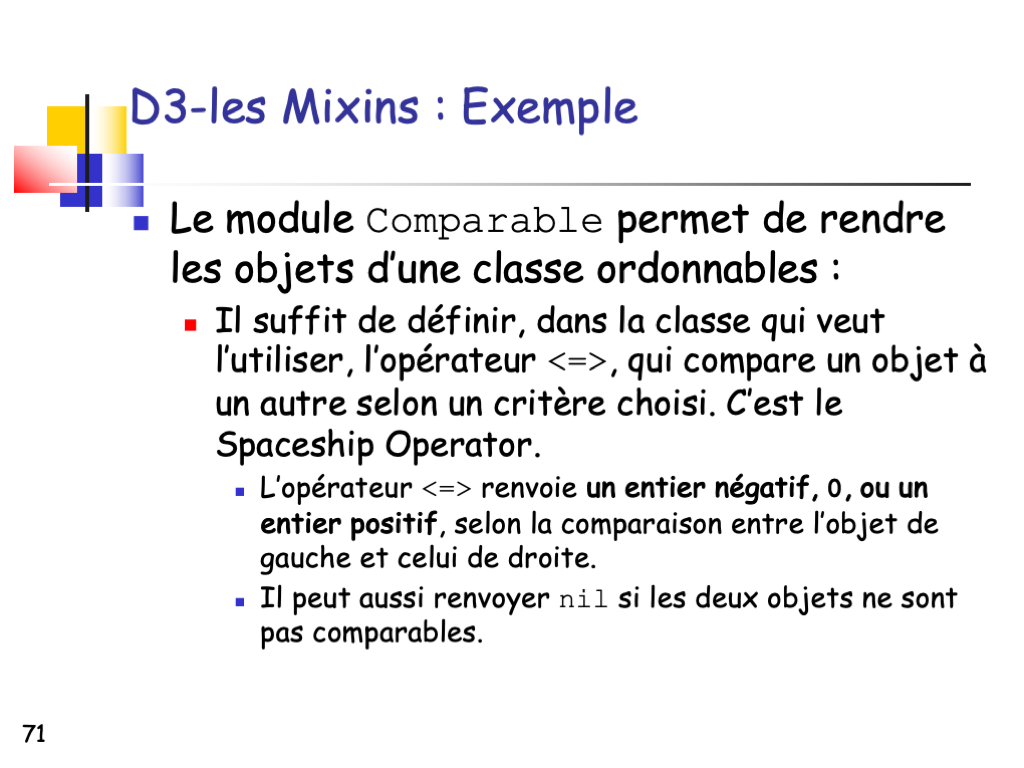 D3-les Mixins : Exemple
Le module Comparable permet de rendre
les objets d'une classe ordonnables :
Il suffit de définir, dans la classe qui veut
l'utiliser, l'opérateur <=>, qui compare un objet à
un autre selon un critère choisi. C'est le
Spaceship Operator.
L'opérateur <=> renvoie un entier négatif, 0, ou un
entier positif, selon la comparaison entre l'objet de
gauche et celui de droite.
Il peut aussi renvoyer nil si les deux objets ne sont
pas comparables.
71